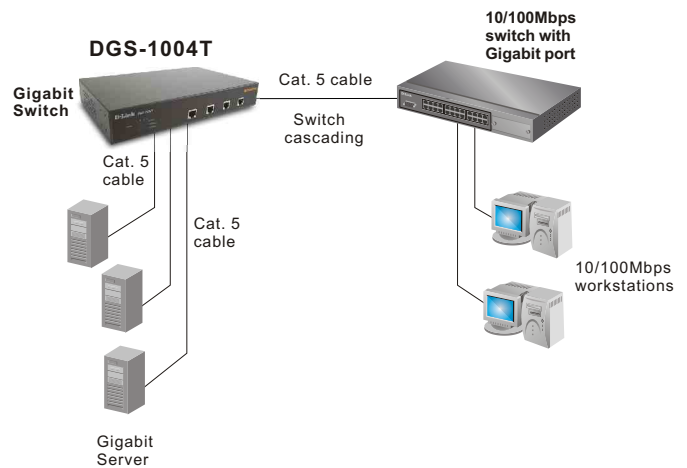 DGS-1004T
10/100Mbps
switch with
Gigabit port
Gigabit
Switch
D-Link
Cat. 5 cable
Switch
cascading
Cat. 5
cable
Cat. 5
cable
10/100Mbps
workstations
Gigabit
Server